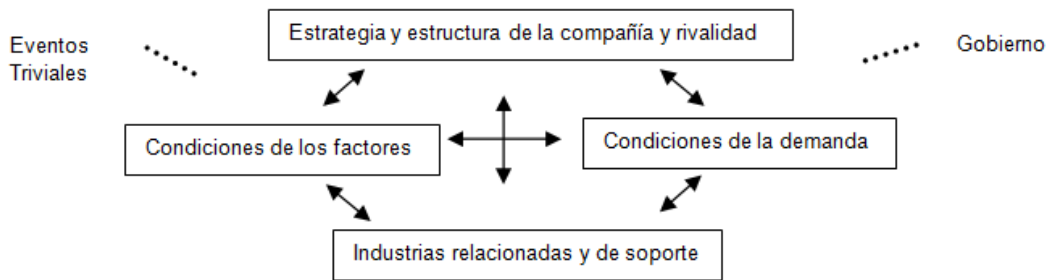 Estrategia y estructura de la compañía y rivalidad
Eventos
Triviales
Gobierno
Condiciones de los factores
Condiciones de la demanda
Industrias relacionadas y de soporte